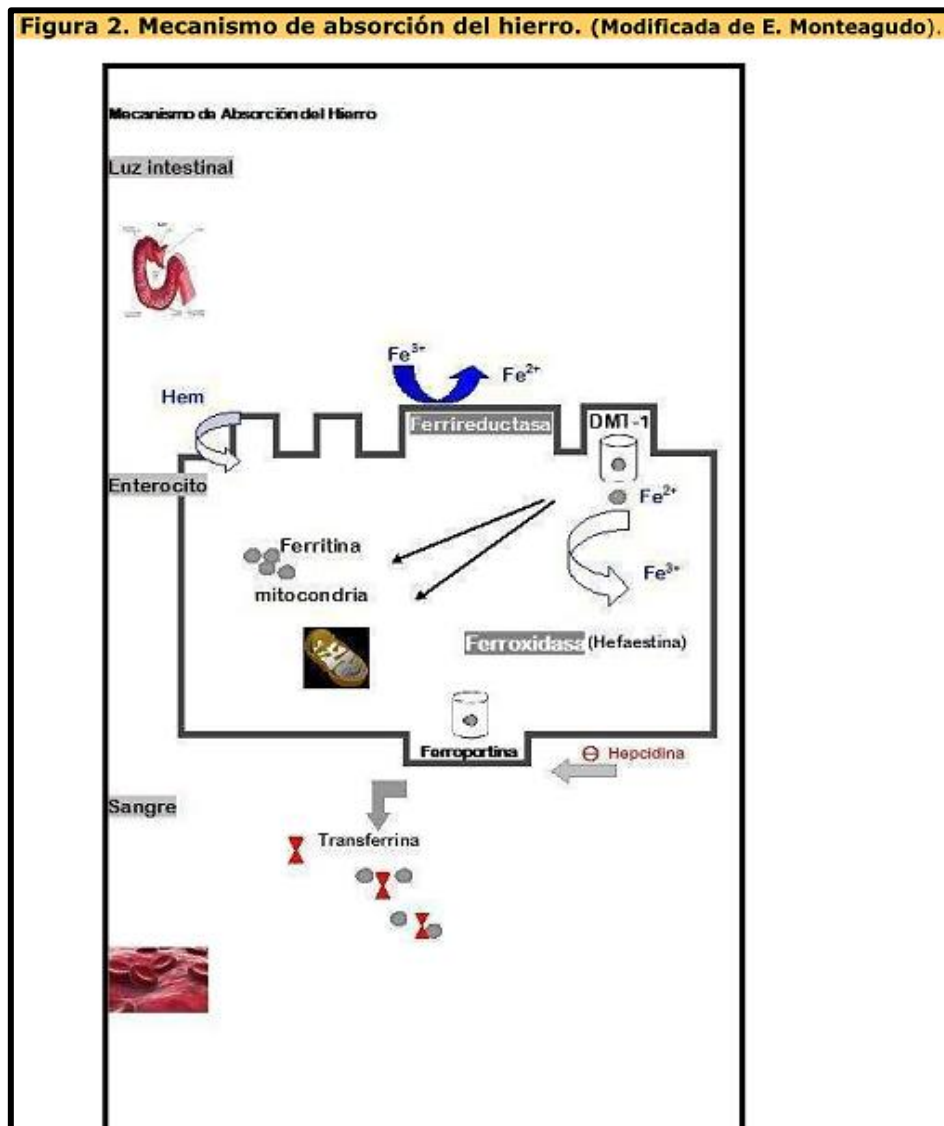 Figura 2. Mecanismo de absorción del hierro. (Modificada de E. Monteagudo).
Mecanismo de Absorción del Hierro
Luz intestinal
Fe3+
Fe2+
Hem
Ferrireductasa
DMT-1
Enterocito
Fe2+
Ferritina
Fe3+
mitocondria
Ferroxidasa (Hefaestina)
Ferroportina
⊖ Hepcidina
Sangre
Transferrina